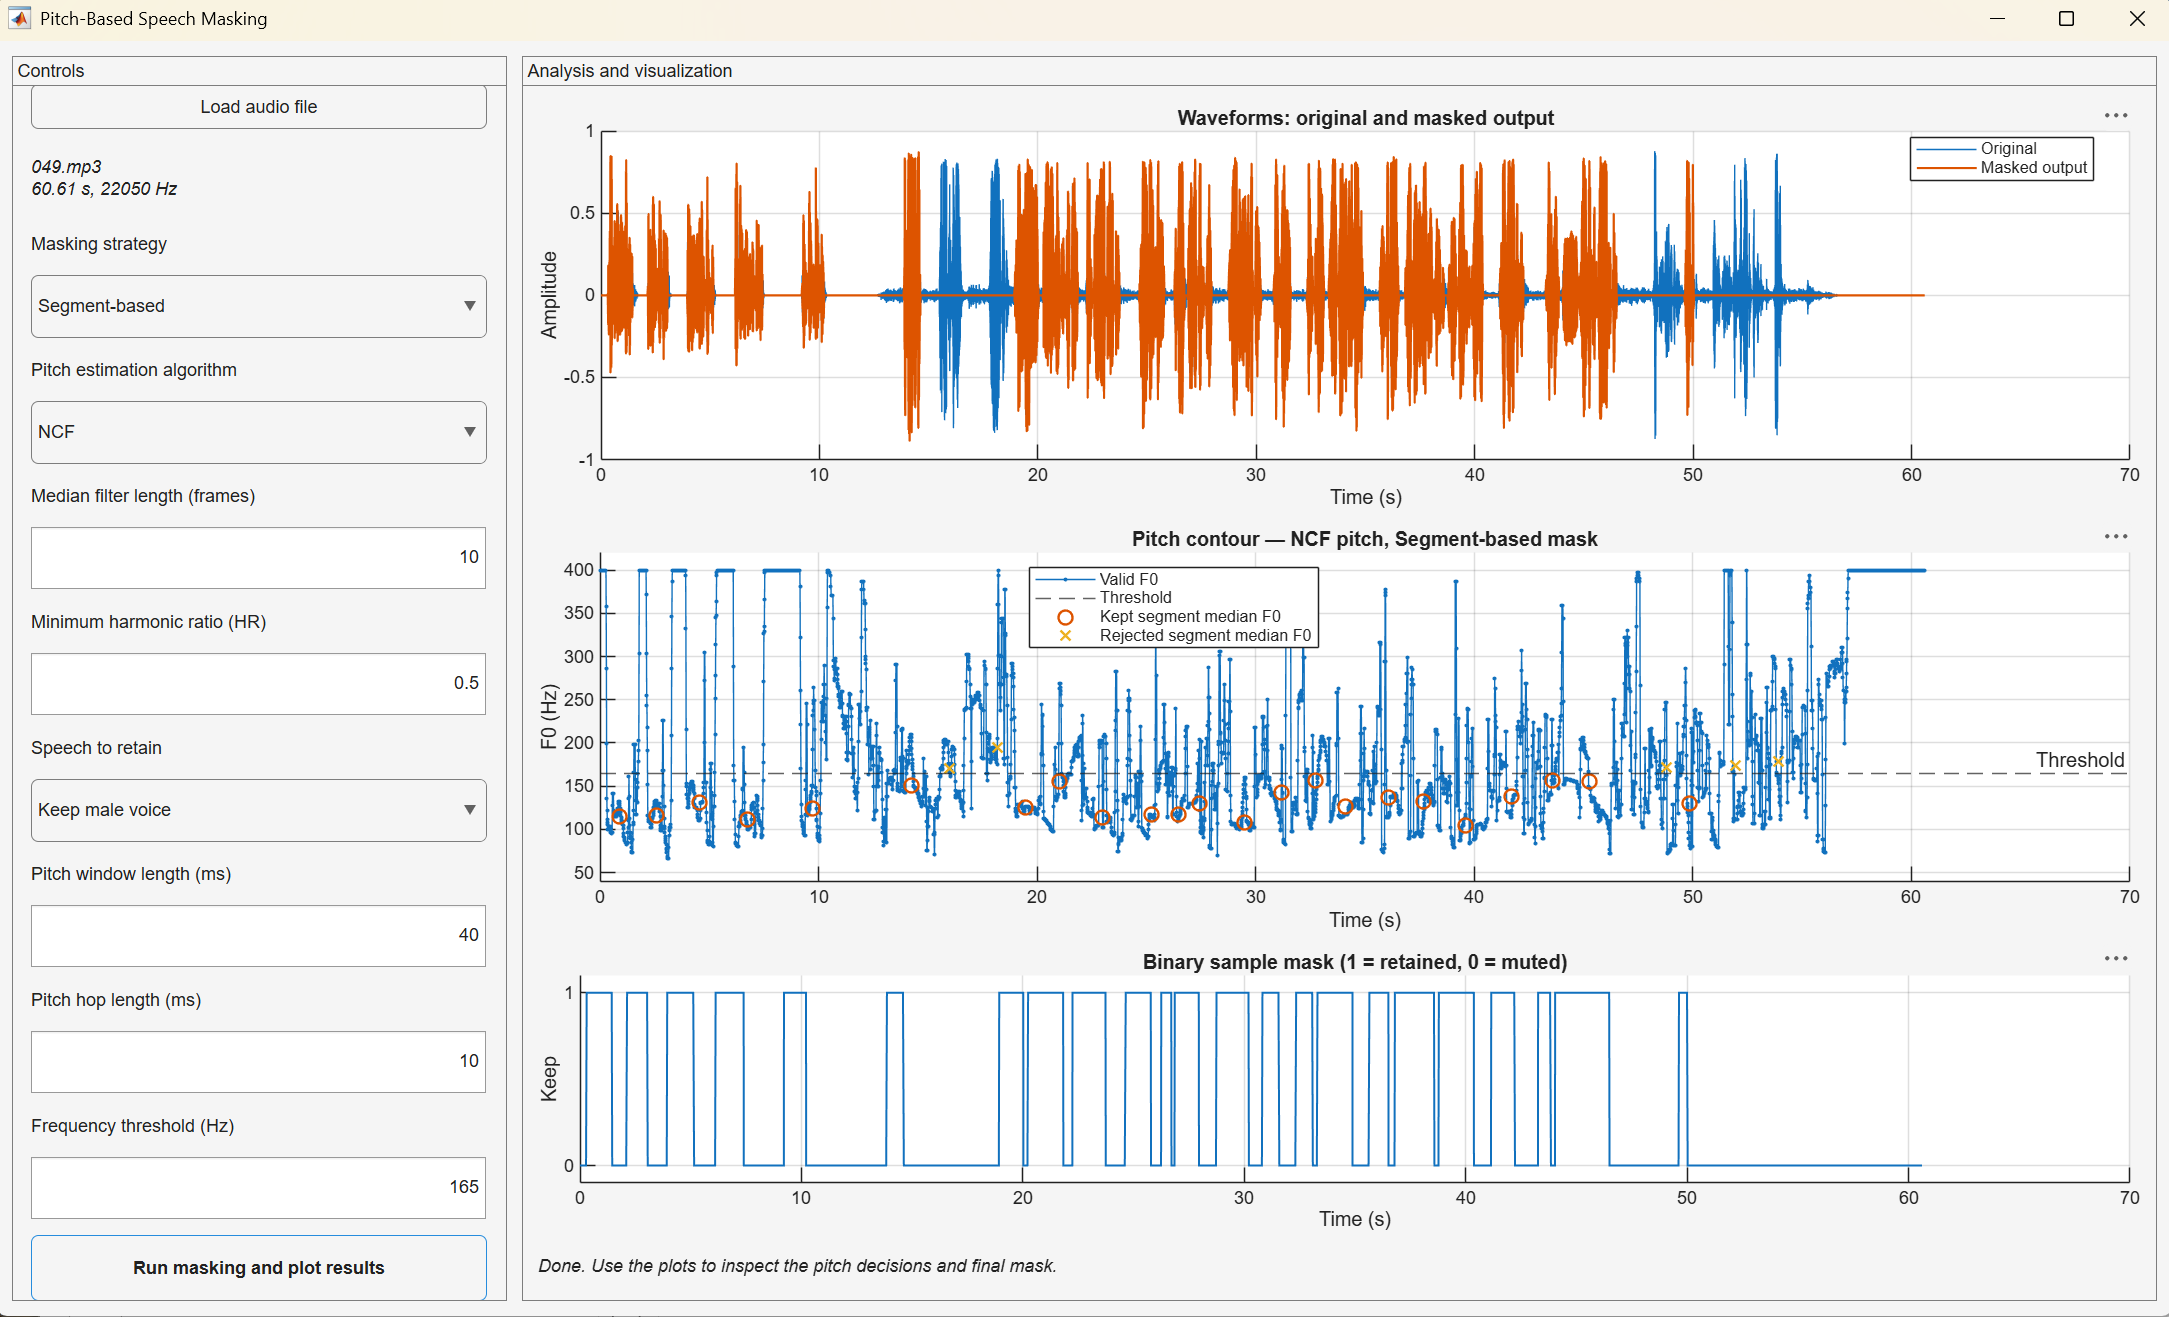 Pitch-Based Speech Masking
Controls
Load audio file
049.mp3
60.61 s, 22050 Hz
Masking strategy
Segment-based
Pitch estimation algorithm
NCF
Median filter length (frames)
10
Minimum harmonic ratio (HR)
0.5
Speech to retain
Keep male voice
Pitch window length (ms)
40
Pitch hop length (ms)
10
Frequency threshold (Hz)
165
Run masking and plot results
Analysis and visualization
Waveforms: original and masked output
Original
Masked output
Amplitude
1
0.5
0
-0.5
-1
0 10 20 30 40 50 60 70
Time (s)
Pitch contour — NCF pitch, Segment-based mask
Valid F0
Threshold
Kept segment median F0
Rejected segment median F0
Threshold
F0 (Hz)
400
350
300
250
200
150
100
50
0 10 20 30 40 50 60 70
Time (s)
Binary sample mask (1 = retained, 0 = muted)
Keep
1
0
0 10 20 30 40 50 60 70
Time (s)
Done. Use the plots to inspect the pitch decisions and final mask.